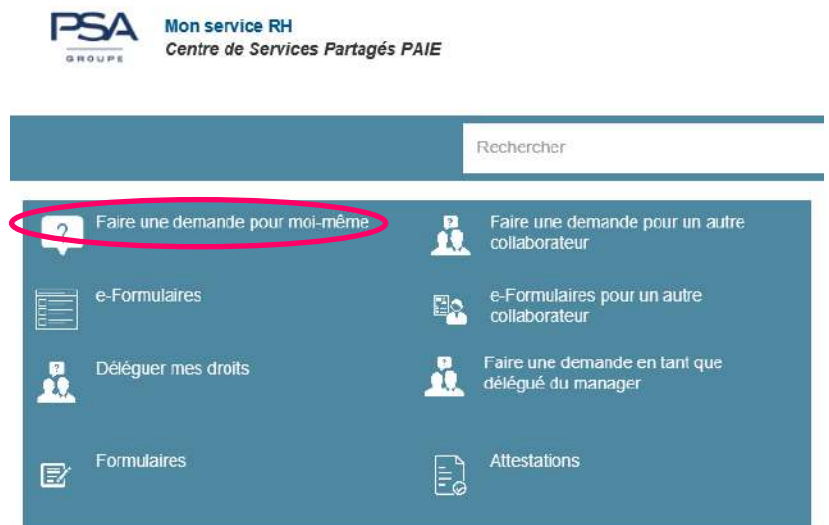 PSA
GROUPE
Mon service RH
Centre de Services Partagés PAIE
Rechercher
Faire une demande pour moi-même
Faire une demande pour un autre
collaborateur
e-Formulaires
e-Formulaires pour un autre
collaborateur
Déléguer mes droits
Faire une demande en tant que
délégué du manager
Formulaires
Attestations